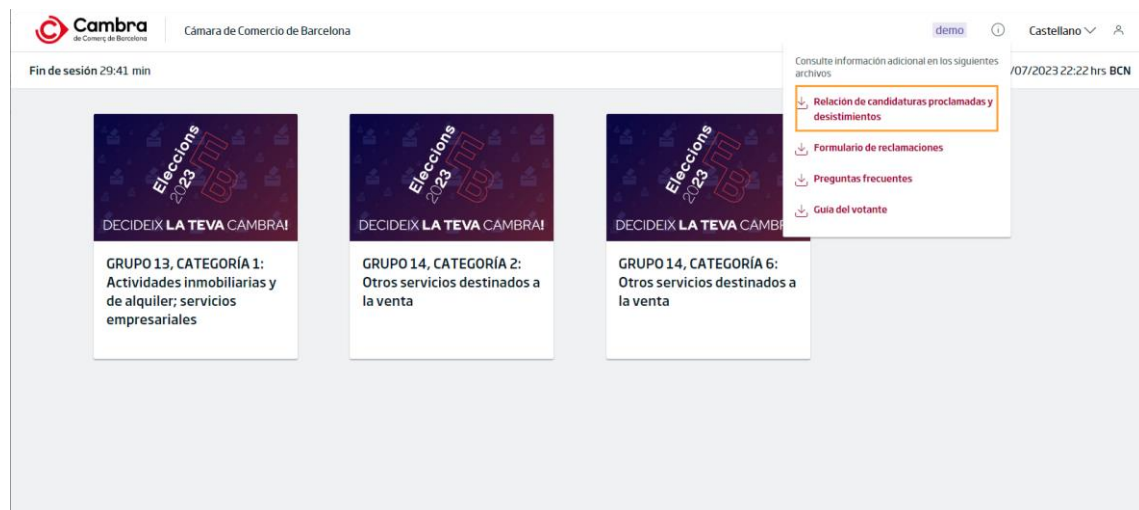 Cambra
de Comerç de Barcelona
Cámara de Comercio de Barcelona
demo
Castellano
Fin de sesión 29:41 min
/07/2023 22:22 hrs BCN
Consulte información adicional en los siguientes
archivos
Relación de candidaturas proclamadas y
desistimientos
Formulario de reclamaciones
Preguntas frecuentes
Guía del votante
Eleccions
2023
DECIDEIX LA TEVA CAMBRA!
GRUPO 13, CATEGORÍA 1:
Actividades inmobiliarias y
de alquiler; servicios
empresariales
Eleccions
2023
DECIDEIX LA TEVA CAMBRA!
GRUPO 14, CATEGORÍA 2:
Otros servicios destinados a
la venta
Eleccions
2023
DECIDEIX LA TEVA CAMB
GRUPO 14, CATEGORÍA 6:
Otros servicios destinados a
la venta